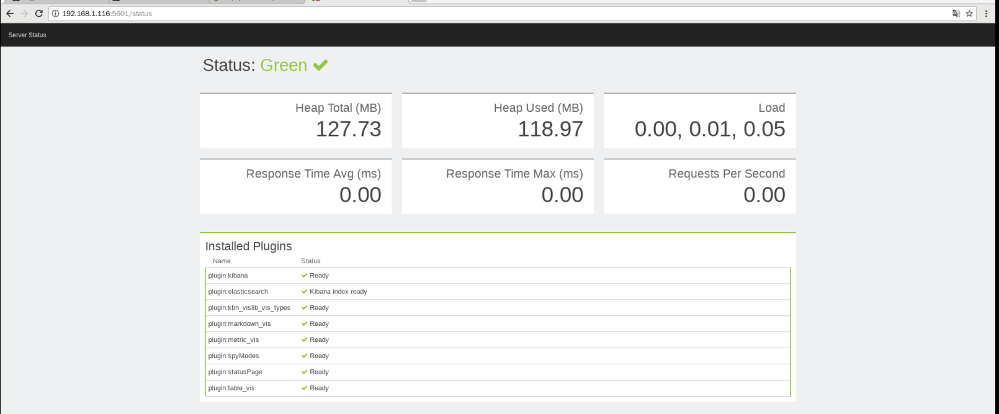 192.168.1.116:5601/status
Server Status
Status: Green
Heap Total (MB)
127.73
Heap Used (MB)
118.97
Load
0.00, 0.01, 0.05
Response Time Avg (ms)
0.00
Response Time Max (ms)
0.00
Requests Per Second
0.00
Installed Plugins
Name Status
plugin:kibana Ready
plugin:elasticsearch Kibana index ready
plugin:kbn_vislib_vis_types Ready
plugin:markdown_vis Ready
plugin:metric_vis Ready
plugin:spyModes Ready
plugin:statusPage Ready
plugin:table_vis Ready